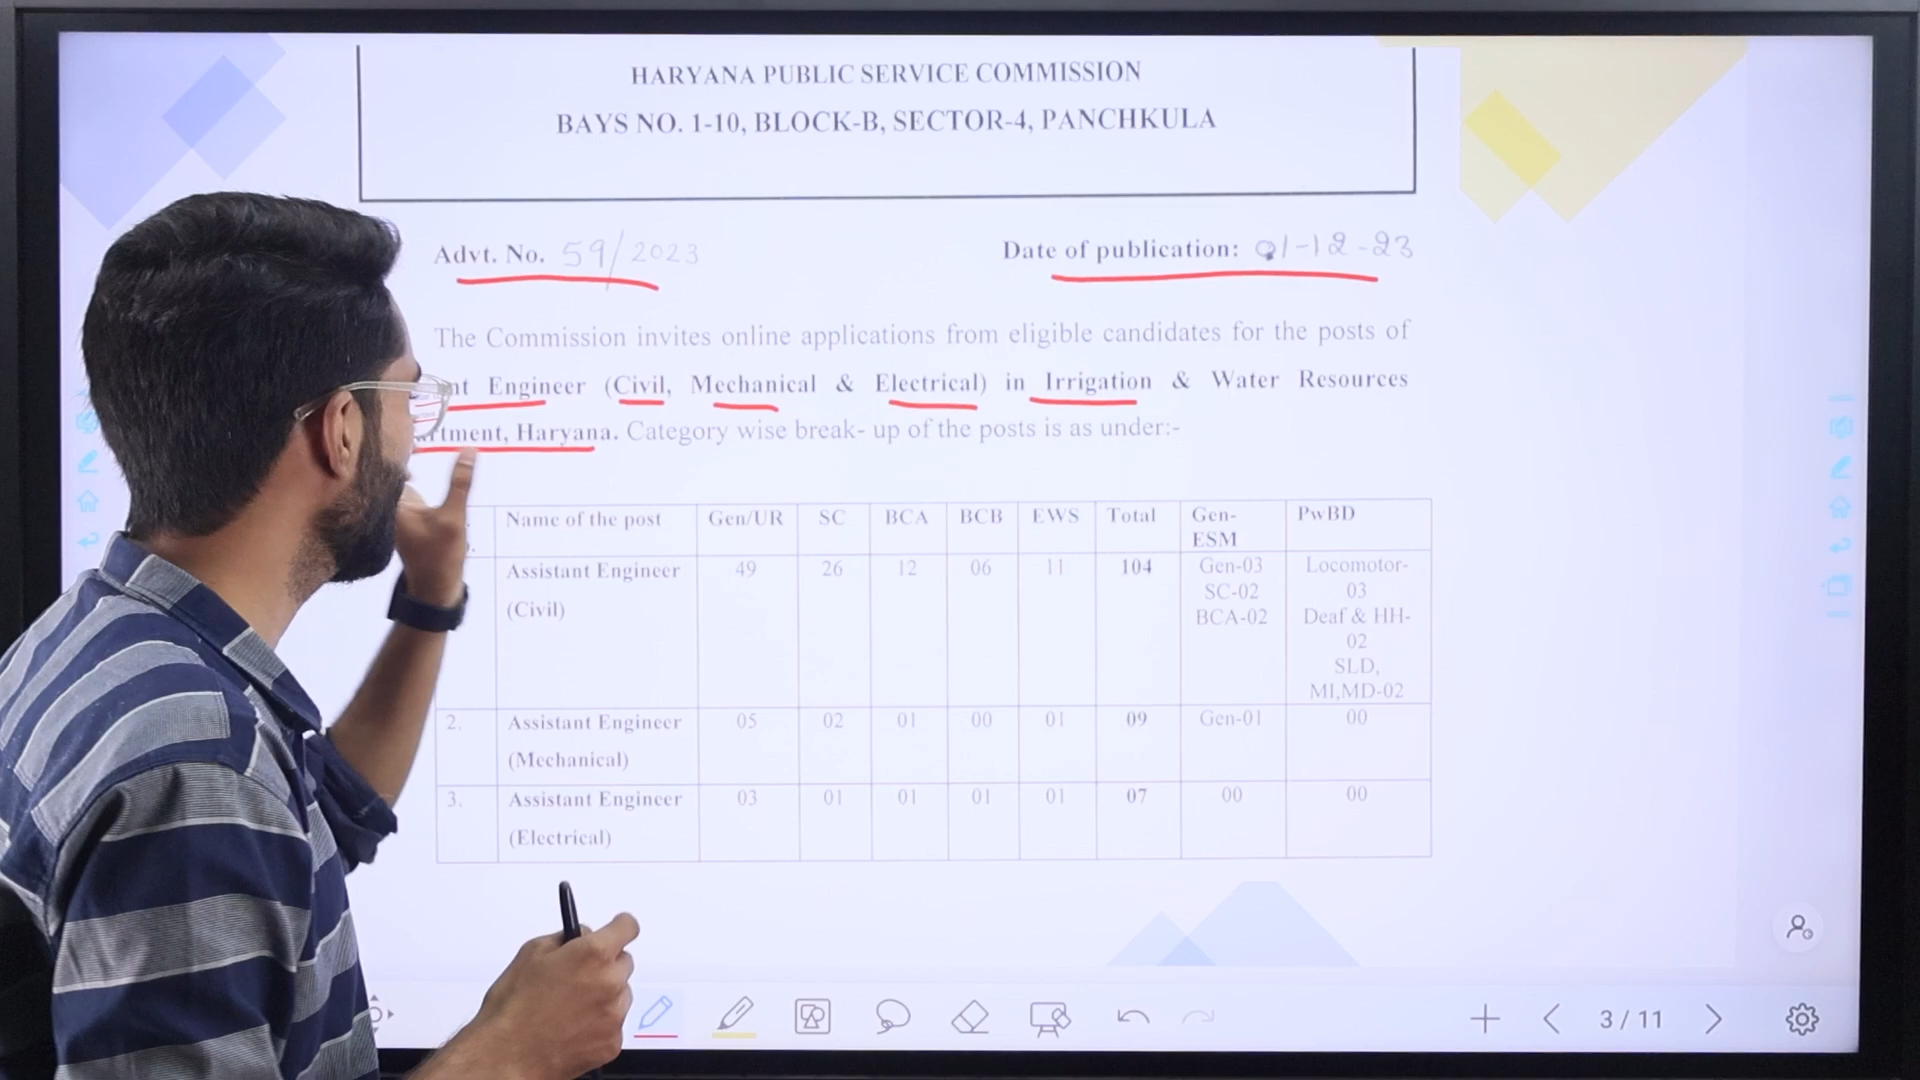 HARYANA PUBLIC SERVICE COMMISSION
BAYS NO. 1-10, BLOCK-B, SECTOR-4, PANCHKULA
Advt. No. 59/2023 Date of publication: 01-12-23
The Commission invites online applications from eligible candidates for the posts of
nt Engineer (Civil, Mechanical & Electrical) in Irrigation & Water Resources
rtment, Haryana. Category wise break- up of the posts is as under:-
Name of the post Gen/UR SC BCA BCB EWS Total Gen-ESM PwBD
Assistant Engineer (Civil) 49 26 12 06 11 104 Gen-03 SC-02 BCA-02 Locomotor-03 Deaf & HH-02 SLD, MI,MD-02
2. Assistant Engineer (Mechanical) 05 02 01 00 01 09 Gen-01 00
3. Assistant Engineer (Electrical) 03 01 01 01 01 07 00 00
3 / 11